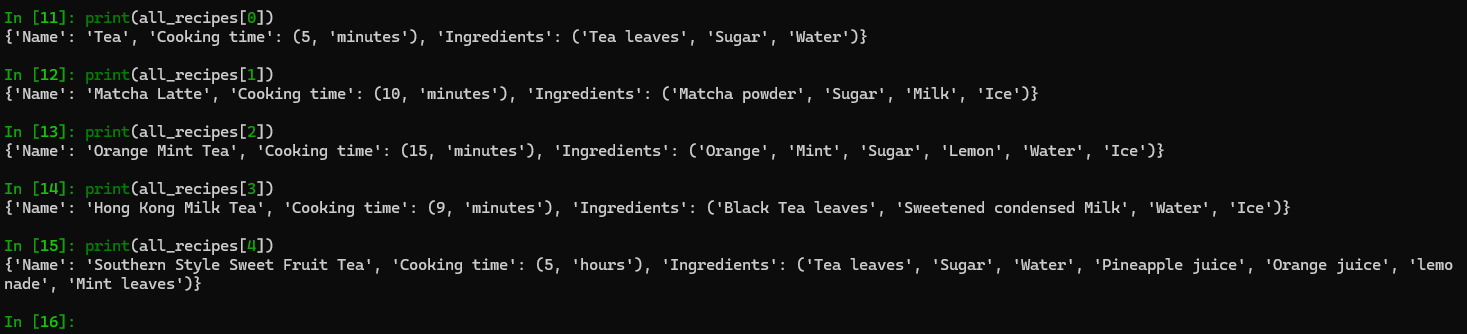 In [11]: print(all_recipes[0])
{'Name': 'Tea', 'Cooking time': (5, 'minutes'), 'Ingredients': ('Tea leaves', 'Sugar', 'Water')}
In [12]: print(all_recipes[1])
{'Name': 'Matcha Latte', 'Cooking time': (10, 'minutes'), 'Ingredients': ('Matcha powder', 'Sugar', 'Milk', 'Ice')}
In [13]: print(all_recipes[2])
{'Name': 'Orange Mint Tea', 'Cooking time': (15, 'minutes'), 'Ingredients': ('Orange', 'Mint', 'Sugar', 'Lemon', 'Water', 'Ice')}
In [14]: print(all_recipes[3])
{'Name': 'Hong Kong Milk Tea', 'Cooking time': (9, 'minutes'), 'Ingredients': ('Black Tea leaves', 'Sweetened condensed Milk', 'Water', 'Ice')}
In [15]: print(all_recipes[4])
{'Name': 'Southern Style Sweet Fruit Tea', 'Cooking time': (5, 'hours'), 'Ingredients': ('Tea leaves', 'Sugar', 'Water', 'Pineapple juice', 'Orange juice', 'lemo
nade', 'Mint leaves')}
In [16]: